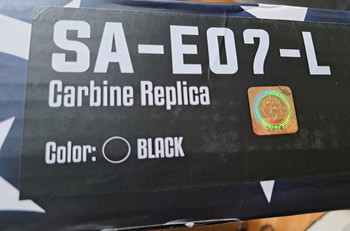 SA-E07-L
Carbine Replica
Color: BLACK